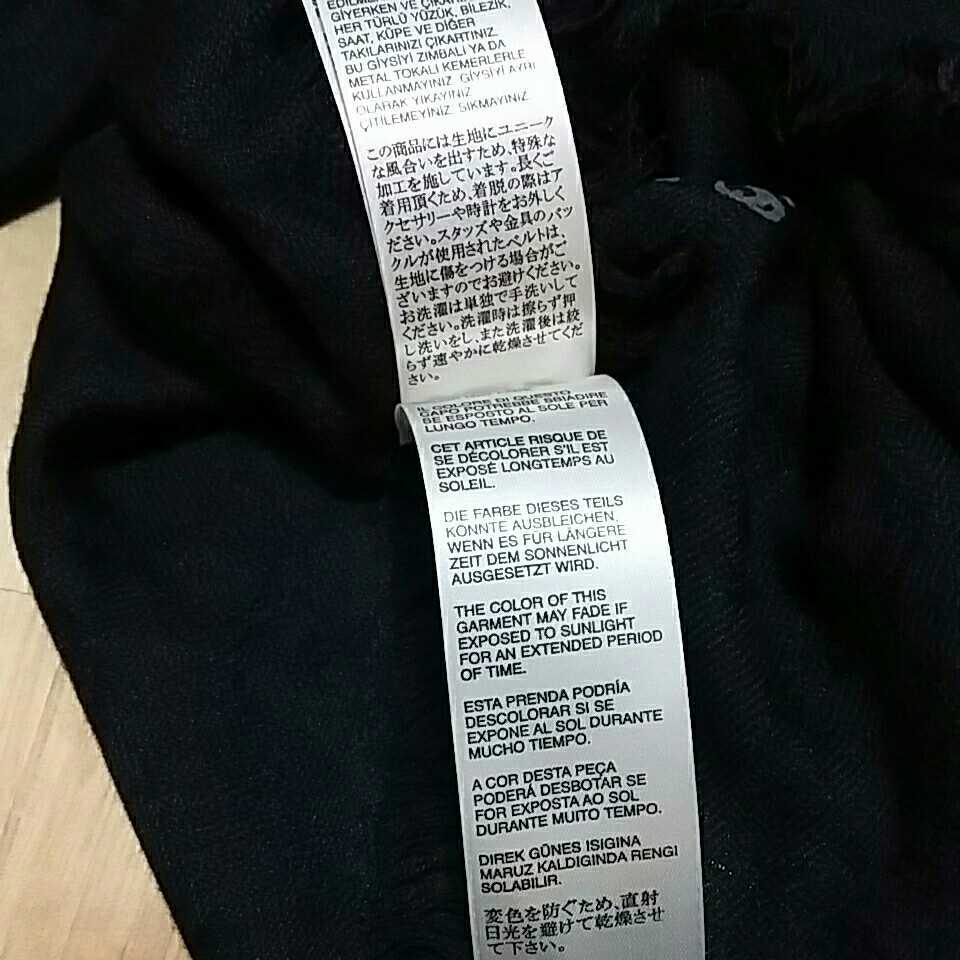 GİYERKEN VE ÇIKARI
HER TÜRLÜ YÜZÜK, BİLEZİK,
SAAT, KÜPE VE DİĞER
TAKILARINIZI ÇIKARTINIZ.
BU GİYSİYİ ZIMBALI YA DA
METAL TOKALI KEMERLERLE
KULLANMAYINIZ. GİYSİYİ AYRI
OLARAK YIKAYINIZ.
ÇİTİLEMEYİNİZ. SIKMAYINIZ.
この商品には生地にユニーク
な風合いを出すため、特殊な
加工を施しています。長くご
着用頂くため、着脱の際はア
クセサリーや時計をお外しく
ださい。スタッズや金具のバッ
クルが使用されたベルトは、
生地に傷をつける場合がご
ざいますのでお避けください。
お洗濯は単独で手洗いして
ください。洗濯時は擦らず押
し洗いをし、また洗濯後は絞
らず速やかに乾燥させてくだ
さい。
IL COLORE DI QUESTO
CAPO POTREBBE SBIADIRE
SE ESPOSTO AL SOLE PER
LUNGO TEMPO.
CET ARTICLE RISQUE DE
SE DÉCOLORER S'IL EST
EXPOSÉ LONGTEMPS AU
SOLEIL.
DIE FARBE DIESES TEILS
KÖNNTE AUSBLEICHEN,
WENN ES FÜR LÄNGERE
ZEIT DEM SONNENLICHT
AUSGESETZT WIRD.
THE COLOR OF THIS
GARMENT MAY FADE IF
EXPOSED TO SUNLIGHT
FOR AN EXTENDED PERIOD
OF TIME.
ESTA PRENDA PODRÍA
DESCOLORAR SI SE
EXPONE AL SOL DURANTE
MUCHO TIEMPO.
A COR DESTA PEÇA
PODERÁ DESBOTAR SE
FOR EXPOSTA AO SOL
DURANTE MUITO TEMPO.
DIREK GÜNES ISIGINA
MARUZ KALDIGINDA RENGI
SOLABILIR.
変色を防ぐため、直射
日光を避けて乾燥させ
て下さい。